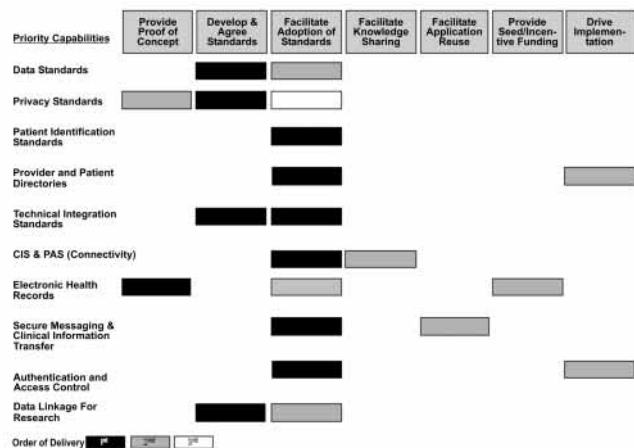 Priority Capabilities
Provide
Proof of
Concept
Develop &
Agree
Standards
Facilitate
Adoption of
Standards
Facilitate
Knowledge
Sharing
Facilitate
Application
Reuse
Provide
Seed/Incen-
tive Funding
Drive
Implemen-
tation
Data Standards
Privacy Standards
Patient Identification
Standards
Provider and Patient
Directories
Technical Integration
Standards
CIS & PAS (Connectivity)
Electronic Health
Records
Secure Messaging &
Clinical Information
Transfer
Authentication and
Access Control
Data Linkage For
Research
Order of Delivery 1st 2nd 3rd